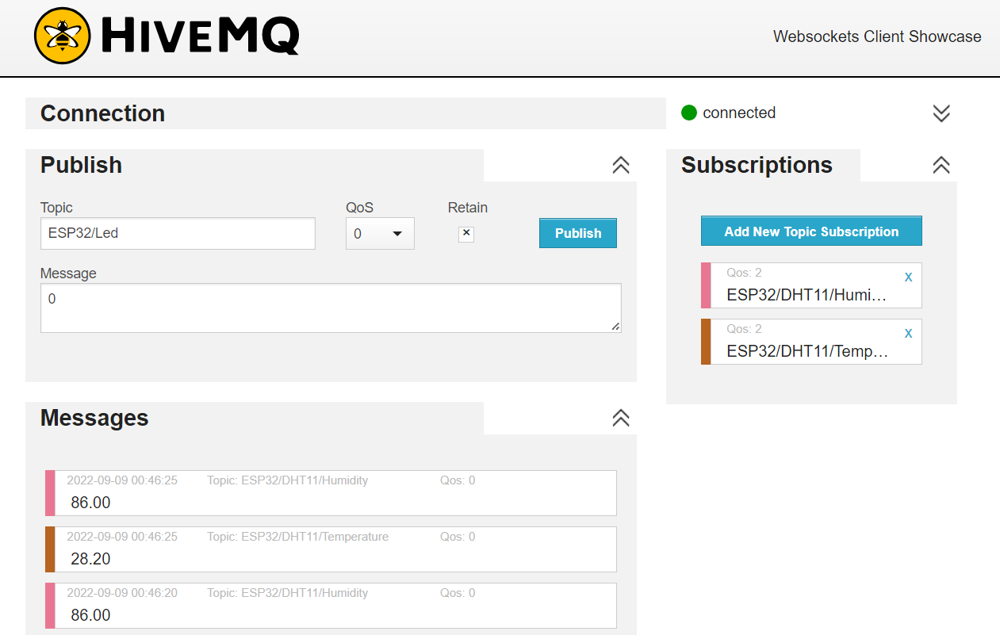 HIVEMQ
Websockets Client Showcase
Connection
connected
Publish
Topic QoS Retain
ESP32/Led 0 Publish
Message
0
Subscriptions
Add New Topic Subscription
Qos: 2 x
ESP32/DHT11/Humi…
Qos: 2 x
ESP32/DHT11/Temp…
Messages
2022-09-09 00:46:25 Topic: ESP32/DHT11/Humidity Qos: 0
86.00
2022-09-09 00:46:25 Topic: ESP32/DHT11/Temperature Qos: 0
28.20
2022-09-09 00:46:20 Topic: ESP32/DHT11/Humidity Qos: 0
86.00